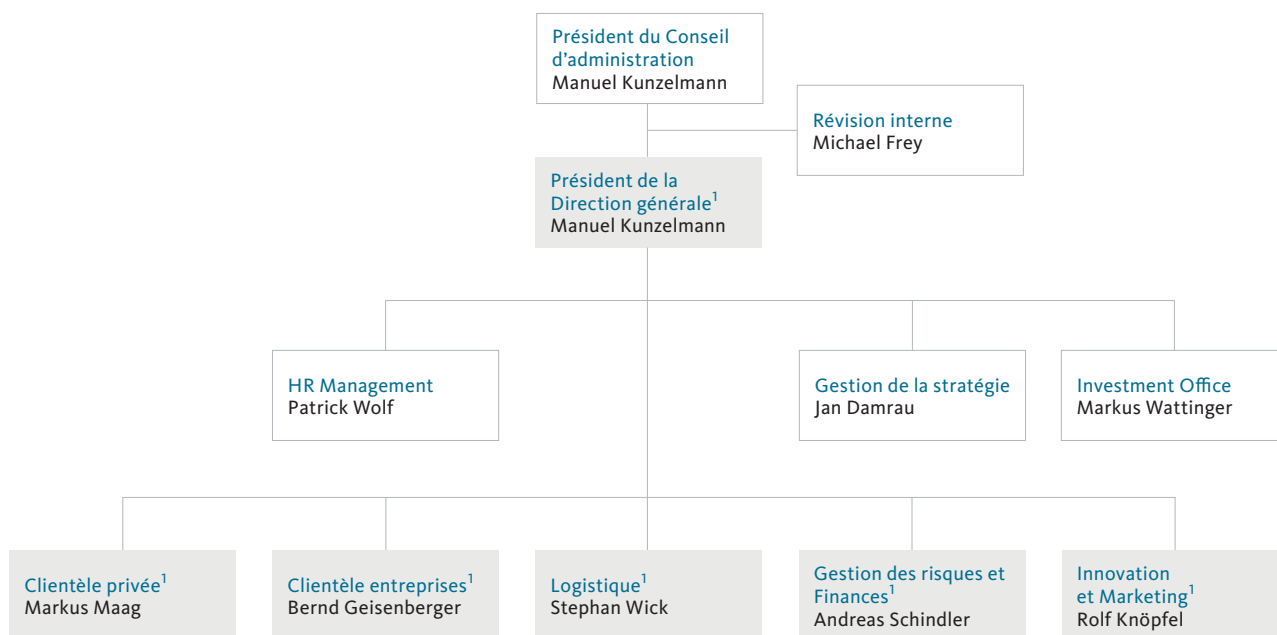 Président du Conseil
d'administration
Manuel Kunzelmann
Révision interne
Michael Frey
Président de la
Direction générale¹
Manuel Kunzelmann
HR Management
Patrick Wolf
Gestion de la stratégie
Jan Damrau
Investment Office
Markus Wattinger
Clientèle privée¹
Markus Maag
Clientèle entreprises¹
Bernd Geisenberger
Logistique¹
Stephan Wick
Gestion des risques et
Finances¹
Andreas Schindler
Innovation
et Marketing¹
Rolf Knöpfel